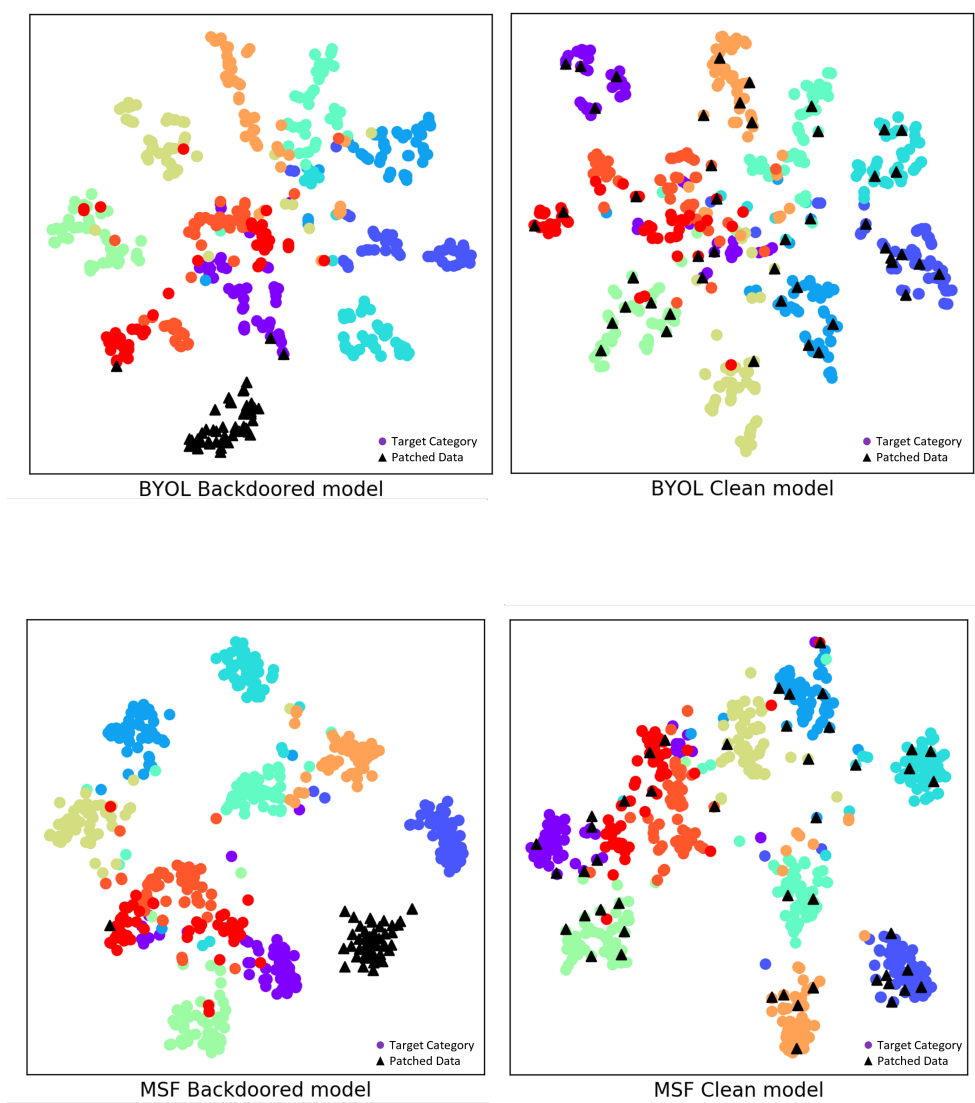 Target Category
Patched Data
BYOL Backdoored model
Target Category
Patched Data
BYOL Clean model
Target Category
Patched Data
MSF Backdoored model
Target Category
Patched Data
MSF Clean model